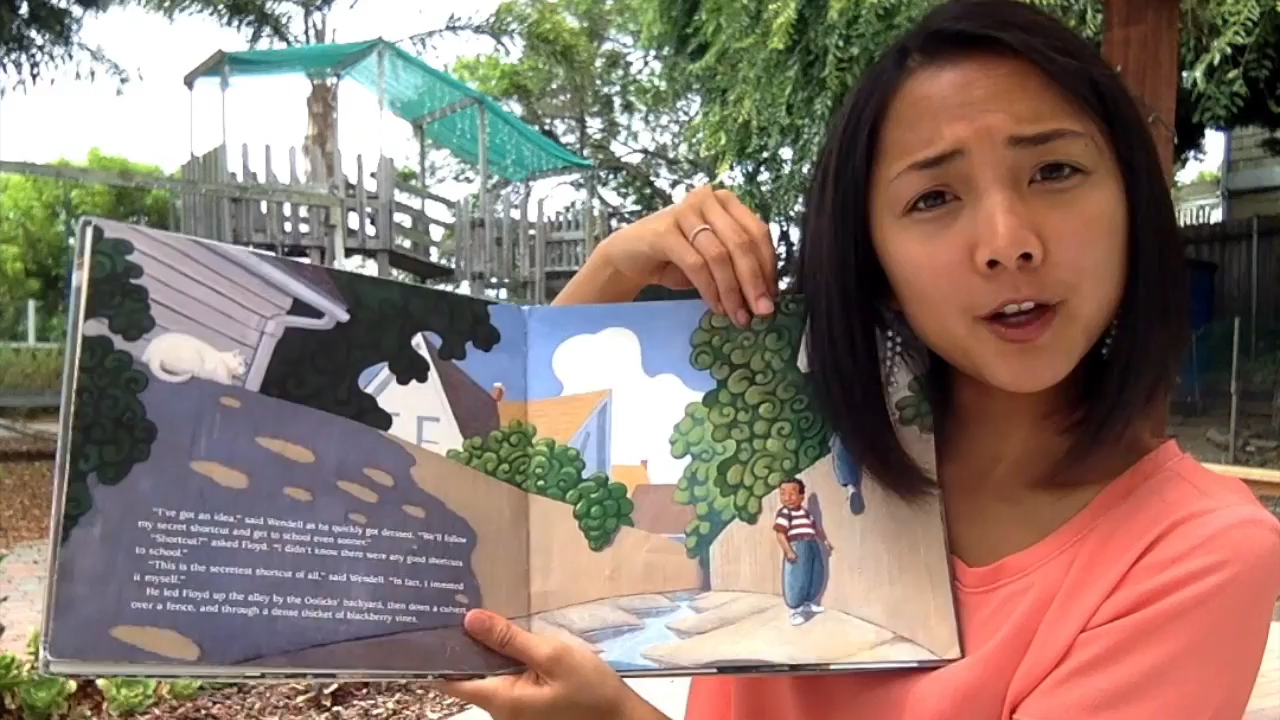 F
"I've got an idea," said Wendell as he quickly got dressed. "We'll follow
my secret shortcut and get to school even sooner."
"Shortcut?" asked Floyd. "I didn't know there were any good shortcuts
to school."
"This is the secretest shortcut of all," said Wendell. "In fact, I invented
it myself."
He led Floyd up the alley by the Oolicks' backyard, then down a culvert
over a fence, and through a dense thicket of blackberry vines.